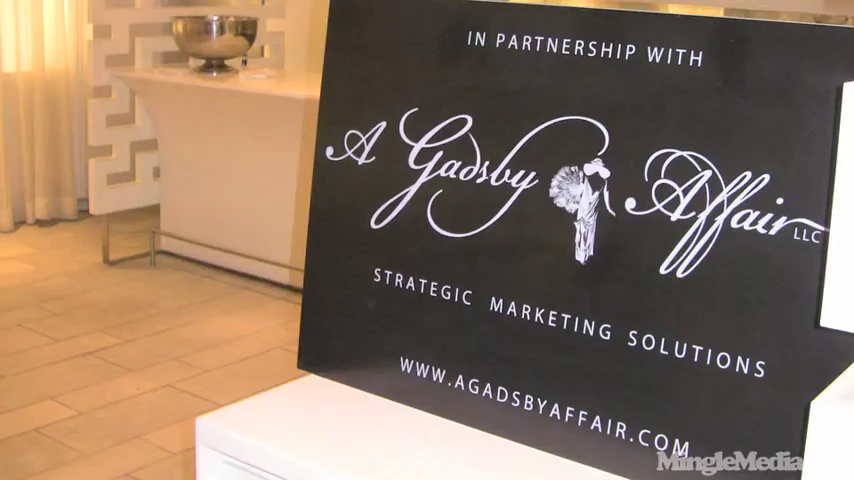 IN PARTNERSHIP WITH
A Gadsby Affair LLC
STRATEGIC MARKETING SOLUTIONS
WWW.AGADSBYAFFAIR.COM
MingleMedia